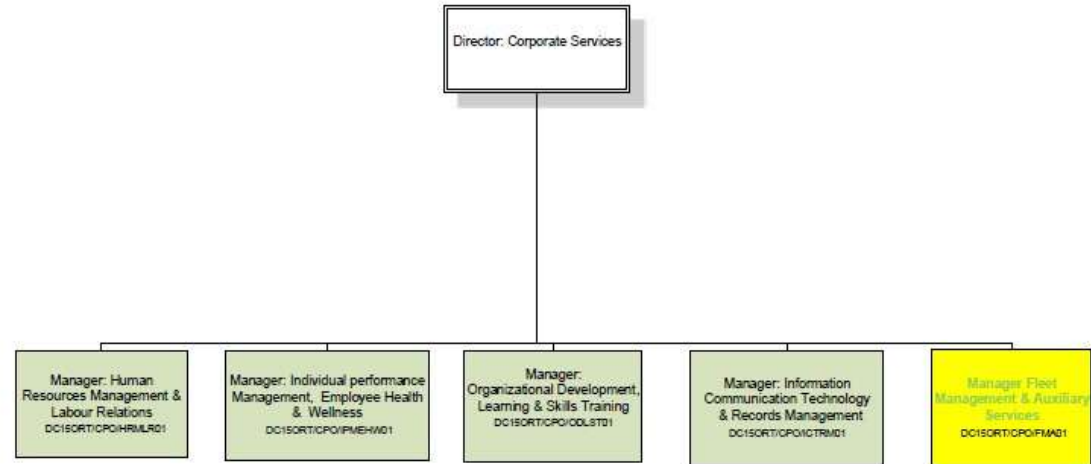 Director: Corporate Services
Manager: Human
Resources Management &
Labour Relations
DC15ORT/CPO/HRMLR01
Manager: Individual performance
Management, Employee Health
& Wellness
DC15ORT/CPO/IPMEHW01
Manager:
Organizational Development,
Learning & Skills Training
DC15ORT/CPO/ODLST01
Manager: Information
Communication Technology
& Records Management
DC15ORT/CPO/ICTRM01
Manager Fleet
Management & Auxiliary
Services
DC15ORT/CPO/FMA01